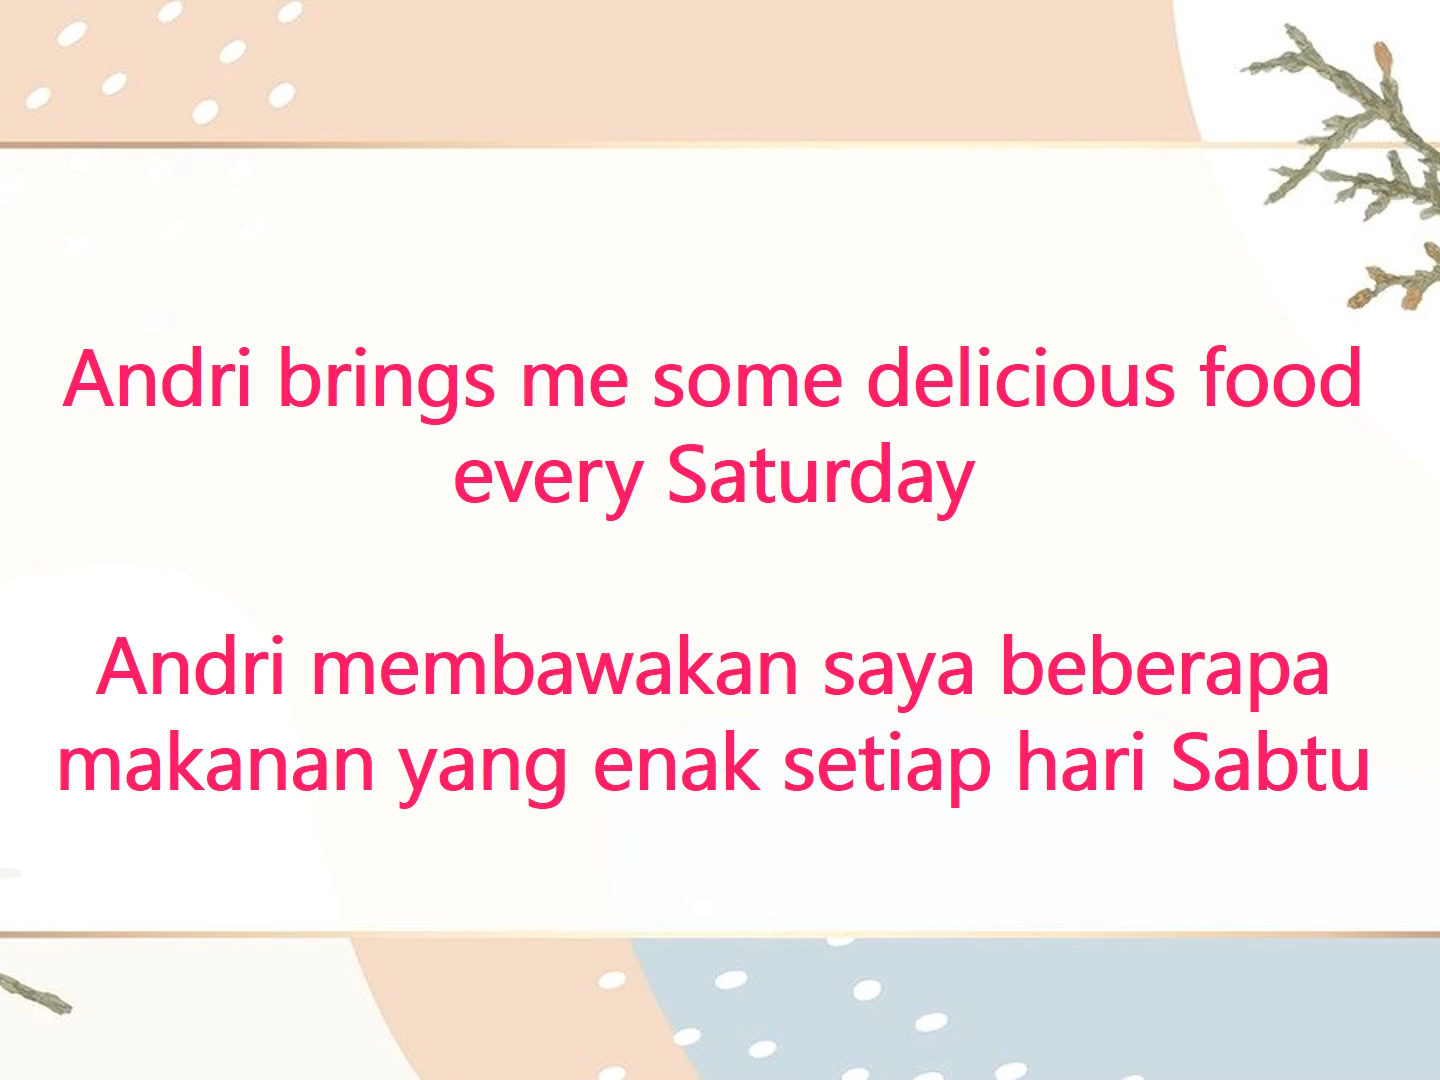 Andri brings me some delicious food
every Saturday
Andri membawakan saya beberapa
makanan yang enak setiap hari Sabtu